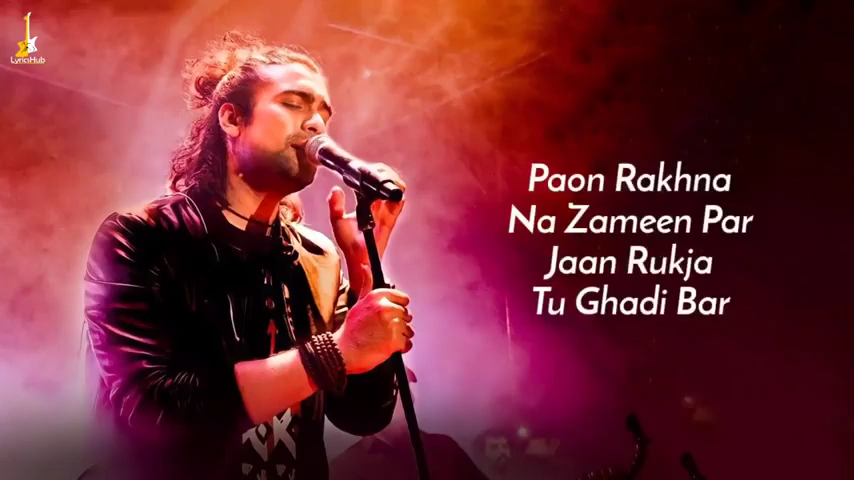 LyricsHub
Paon Rakhna
Na Zameen Par
Jaan Rukja
Tu Ghadi Bar